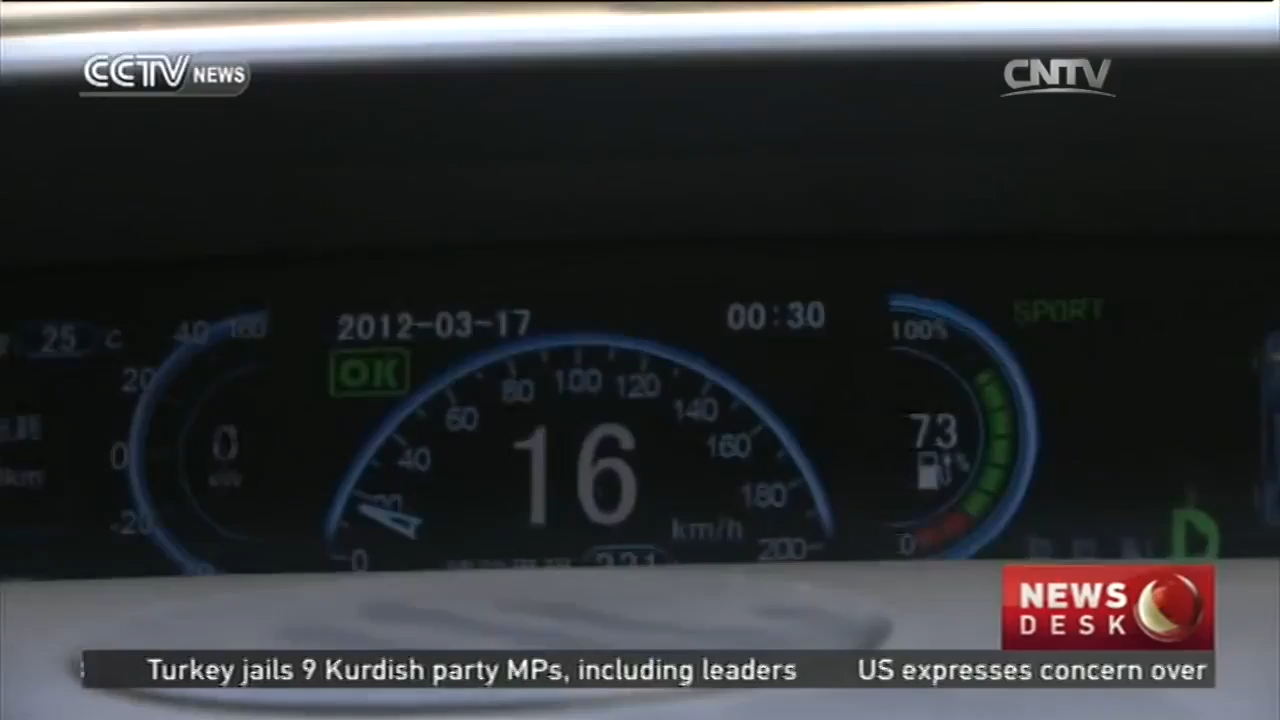 CCTV NEWS
CNTV
2012-03-17
00:30
SPORT
OK
25 C
40
20
0
-20
0
16
km/h
0
20
40
60
80
100
120
140
160
180
200
100%
73
%
0
D
NEWS
DESK
Turkey jails 9 Kurdish party MPs, including leaders
US expresses concern over